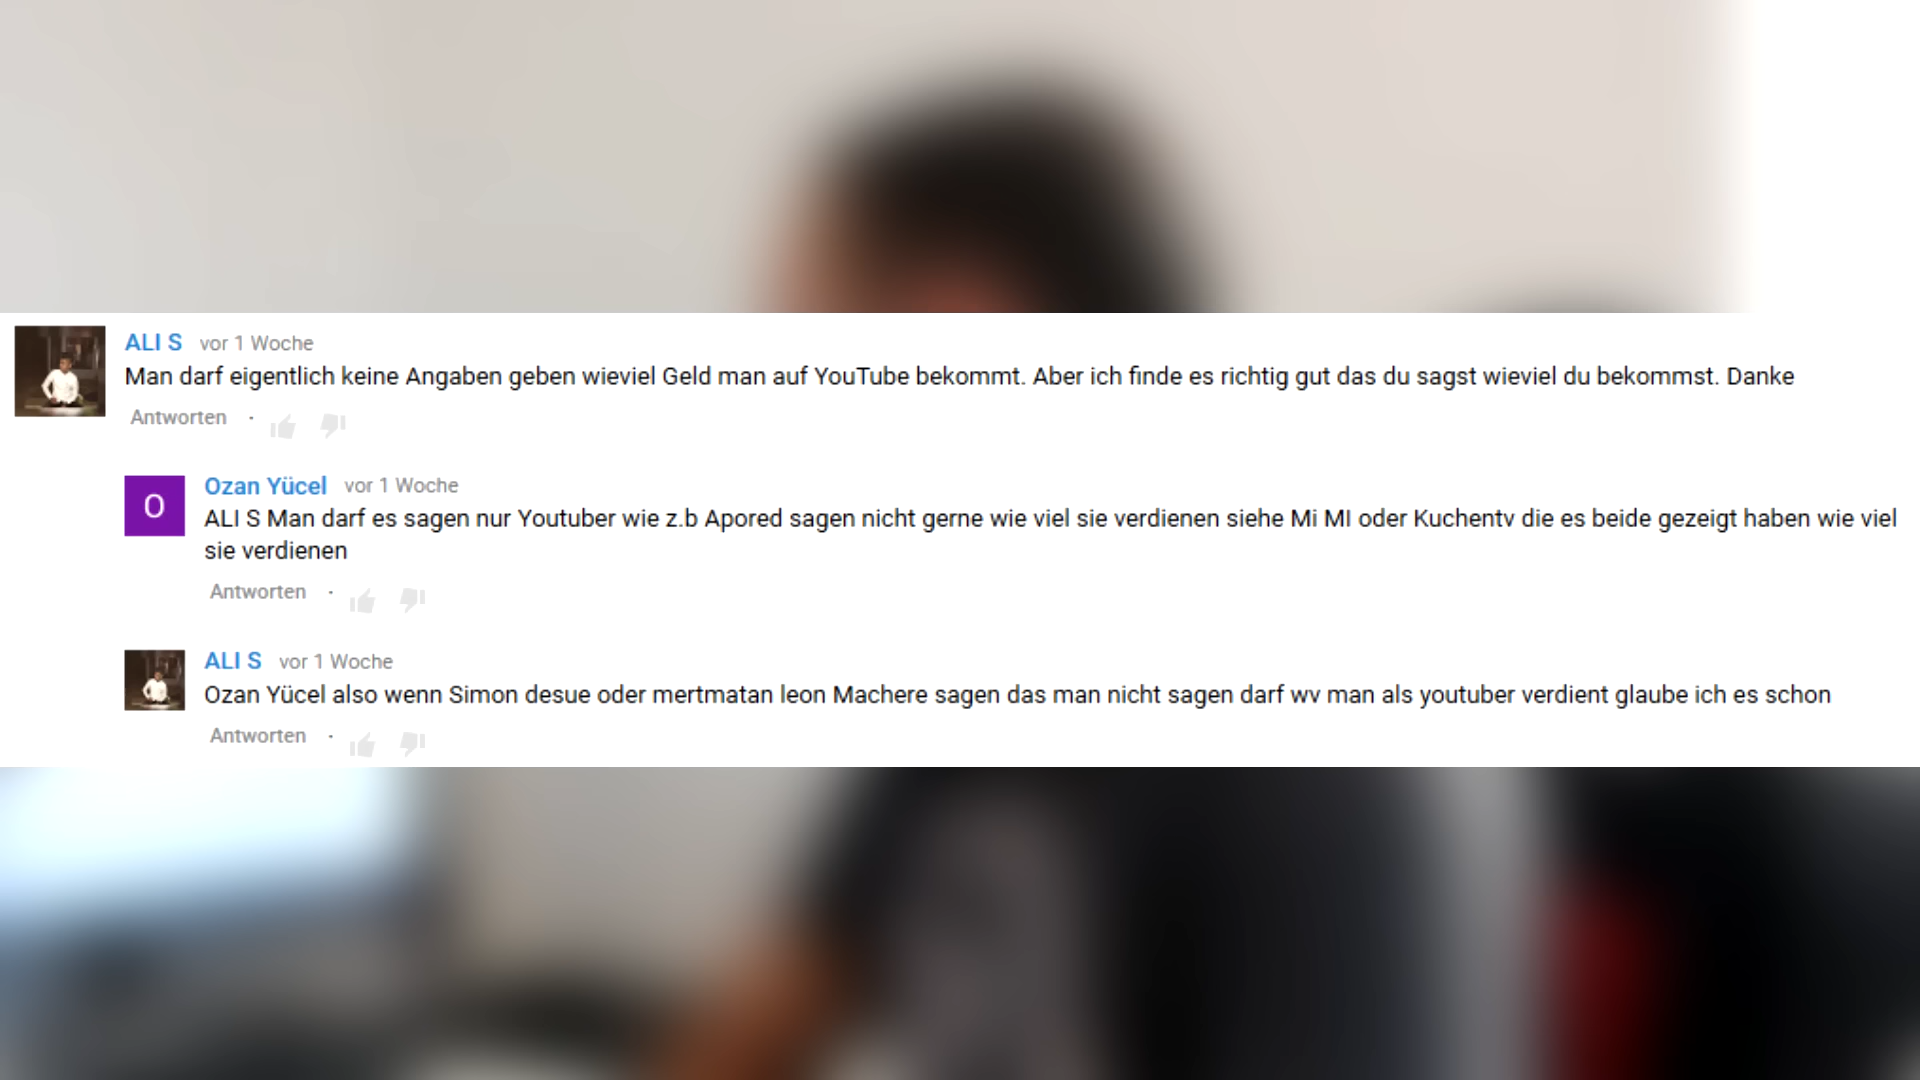 ALI S vor 1 Woche
Man darf eigentlich keine Angaben geben wieviel Geld man auf YouTube bekommt. Aber ich finde es richtig gut das du sagst wieviel du bekommst. Danke
Antworten ·
O
Ozan Yücel vor 1 Woche
ALI S Man darf es sagen nur Youtuber wie z.b Apored sagen nicht gerne wie viel sie verdienen siehe Mi MI oder Kuchentv die es beide gezeigt haben wie viel
sie verdienen
Antworten ·
ALI S vor 1 Woche
Ozan Yücel also wenn Simon desue oder mertmatan leon Machere sagen das man nicht sagen darf wv man als youtuber verdient glaube ich es schon
Antworten ·